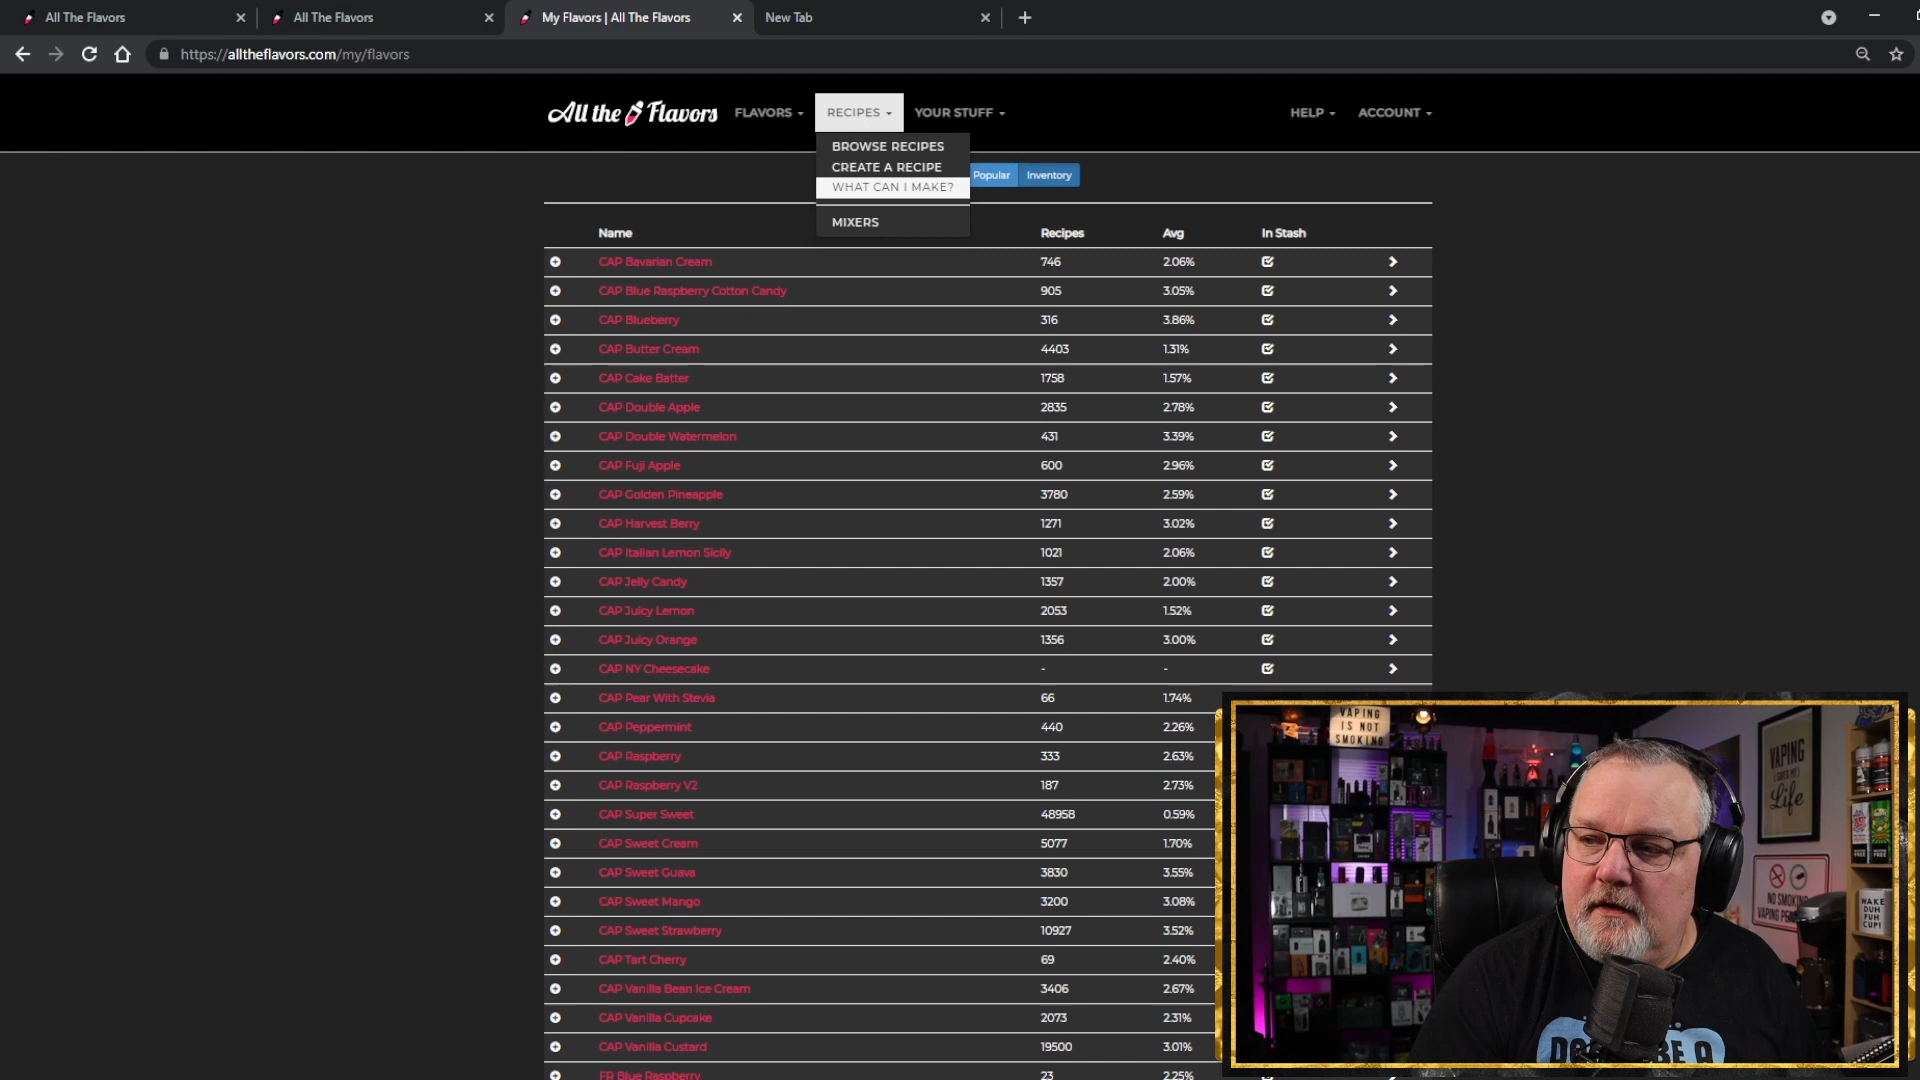 All The Flavors
All The Flavors
My Flavors | All The Flavors
New Tab
https://alltheflavors.com/my/flavors
All the Flavors
FLAVORS
RECIPES
YOUR STUFF
HELP
ACCOUNT
BROWSE RECIPES
CREATE A RECIPE
WHAT CAN I MAKE?
MIXERS
Popular
Inventory
Name Recipes Avg In Stash
CAP Bavarian Cream 746 2.06%
CAP Blue Raspberry Cotton Candy 905 3.05%
CAP Blueberry 316 3.86%
CAP Butter Cream 4403 1.31%
CAP Cake Batter 1758 1.57%
CAP Double Apple 2835 2.78%
CAP Double Watermelon 431 3.39%
CAP Fuji Apple 600 2.96%
CAP Golden Pineapple 3780 2.59%
CAP Harvest Berry 1271 3.02%
CAP Italian Lemon Sicily 1021 2.06%
CAP Jelly Candy 1357 2.00%
CAP Juicy Lemon 2053 1.52%
CAP Juicy Orange 1356 3.00%
CAP NY Cheesecake - -
CAP Pear With Stevia 66 1.74%
CAP Peppermint 440 2.26%
CAP Raspberry 333 2.63%
CAP Raspberry V2 187 2.73%
CAP Super Sweet 48958 0.59%
CAP Sweet Cream 5077 1.70%
CAP Sweet Guava 3830 3.55%
CAP Sweet Mango 3200 3.08%
CAP Sweet Strawberry 10927 3.52%
CAP Tart Cherry 69 2.40%
CAP Vanilla Bean Ice Cream 3406 2.67%
CAP Vanilla Cupcake 2073 2.31%
CAP Vanilla Custard 19500 3.01%
FR Blue Raspberry 23 2.25%
VAPING
IS NOT
SMOKING
VAPING
SAVED MY
Life
NO SMOKING
WAKE
DUH
FUH
CUP!
BE A